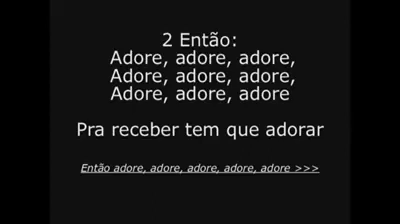 2 Então:
Adore, adore, adore,
Adore, adore, adore,
Adore, adore, adore
Pra receber tem que adorar
Então adore, adore, adore, adore, adore >>>